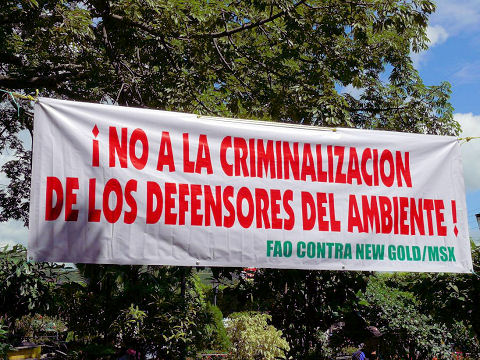 ¡ NO A LA CRIMINALIZACION
DE LOS DEFENSORES DEL AMBIENTE !
FAO CONTRA NEW GOLD/MSX